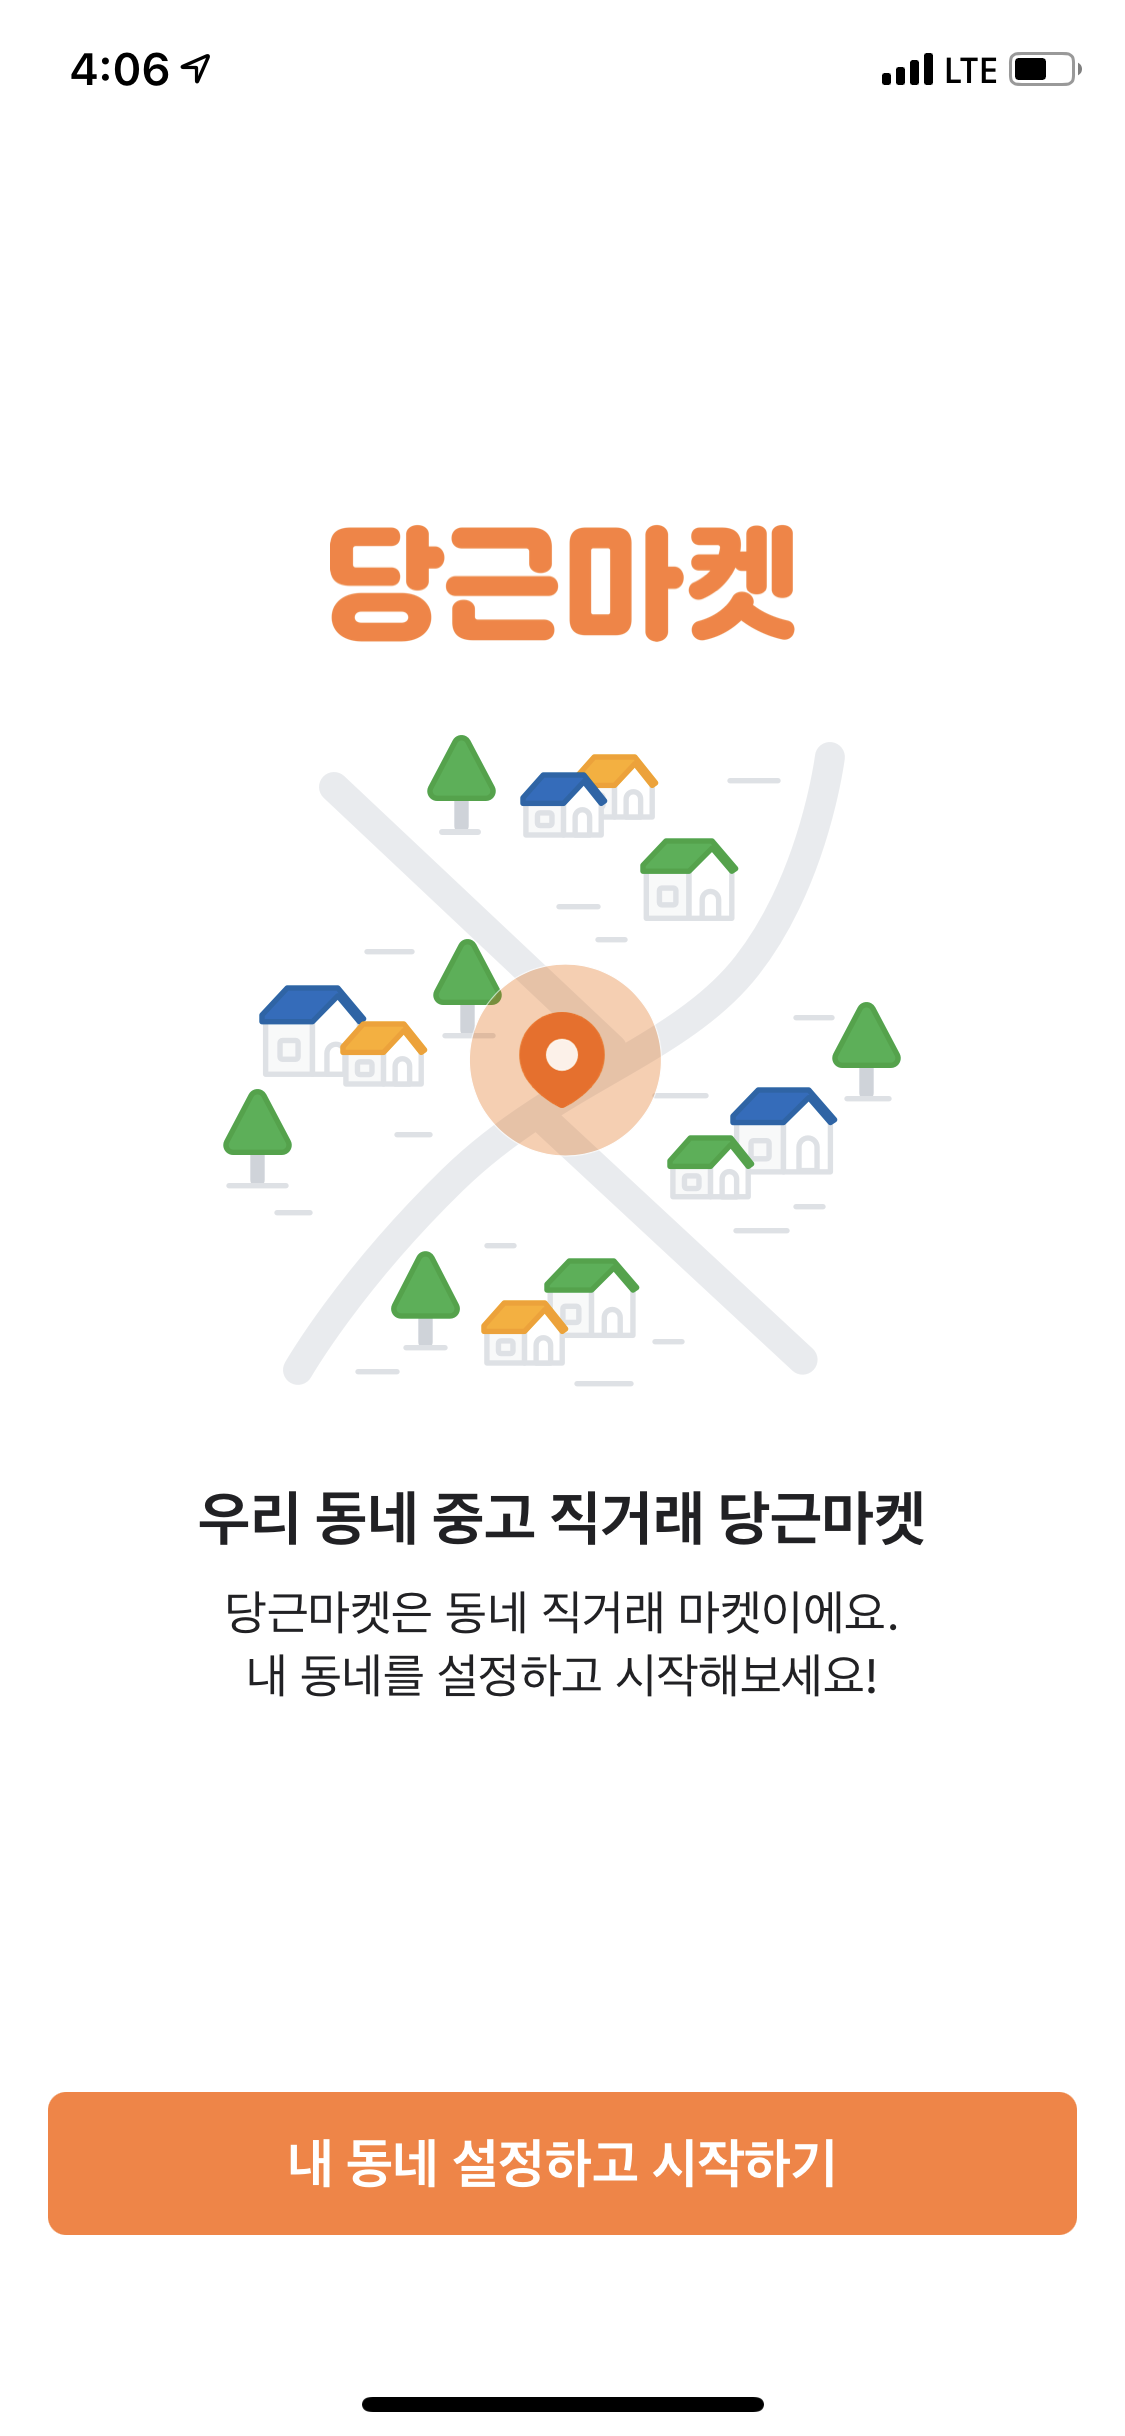 4:06
LTE
당근마켓
우리 동네 중고 직거래 당근마켓
당근마켓은 동네 직거래 마켓이에요.
내 동네를 설정하고 시작해보세요!
내 동네 설정하고 시작하기